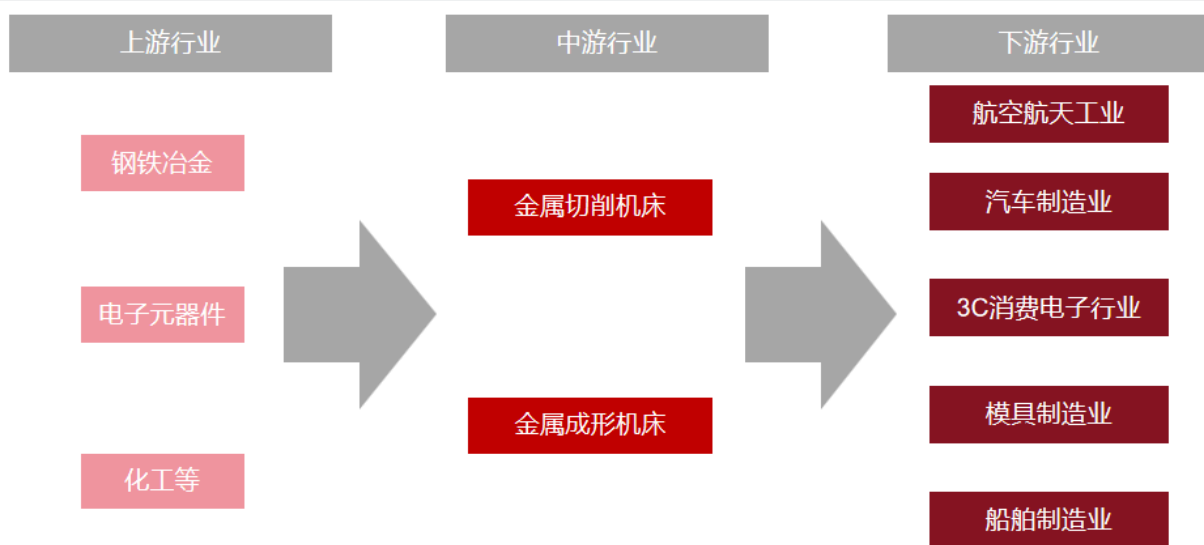 上游行业
中游行业
下游行业
钢铁冶金
电子元器件
化工等
金属切削机床
金属成形机床
航空航天工业
汽车制造业
3C消费电子行业
模具制造业
船舶制造业